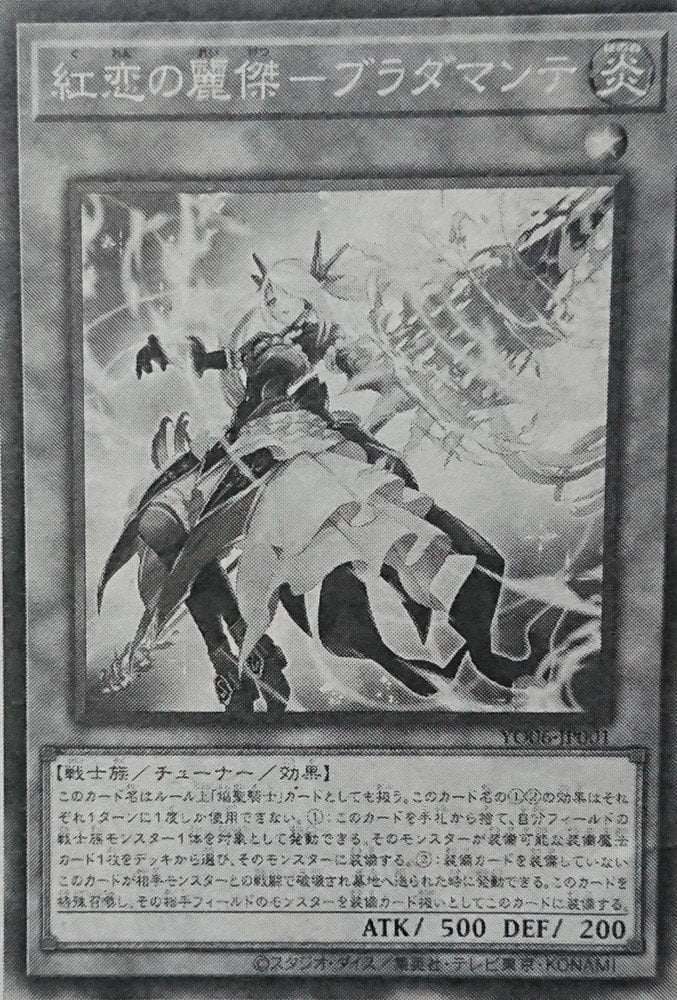 紅恋の麗傑－ブラダマンテ
炎
YO06-JP001
【戦士族／チューナー／効果】
このカード名はルール上「焔聖騎士」カードとしても扱う。このカード名の①②の効果はそれ
ぞれ１ターンに１度しか使用できない。①：このカードを手札から捨て、自分フィールドの
戦士族モンスター１体を対象として発動できる。そのモンスターが装備可能な装備魔法
カード１枚をデッキから選び、そのモンスターに装備する。②：装備カードを装備していない
このカードが相手モンスターとの戦闘で破壊され墓地へ送られた時に発動できる。このカードを
特殊召喚し、その相手フィールドのモンスターを装備カード扱いとしてこのカードに装備する。
ATK/ 500 DEF/ 200
©スタジオ・ダイス／集英社・テレビ東京・KONAMI